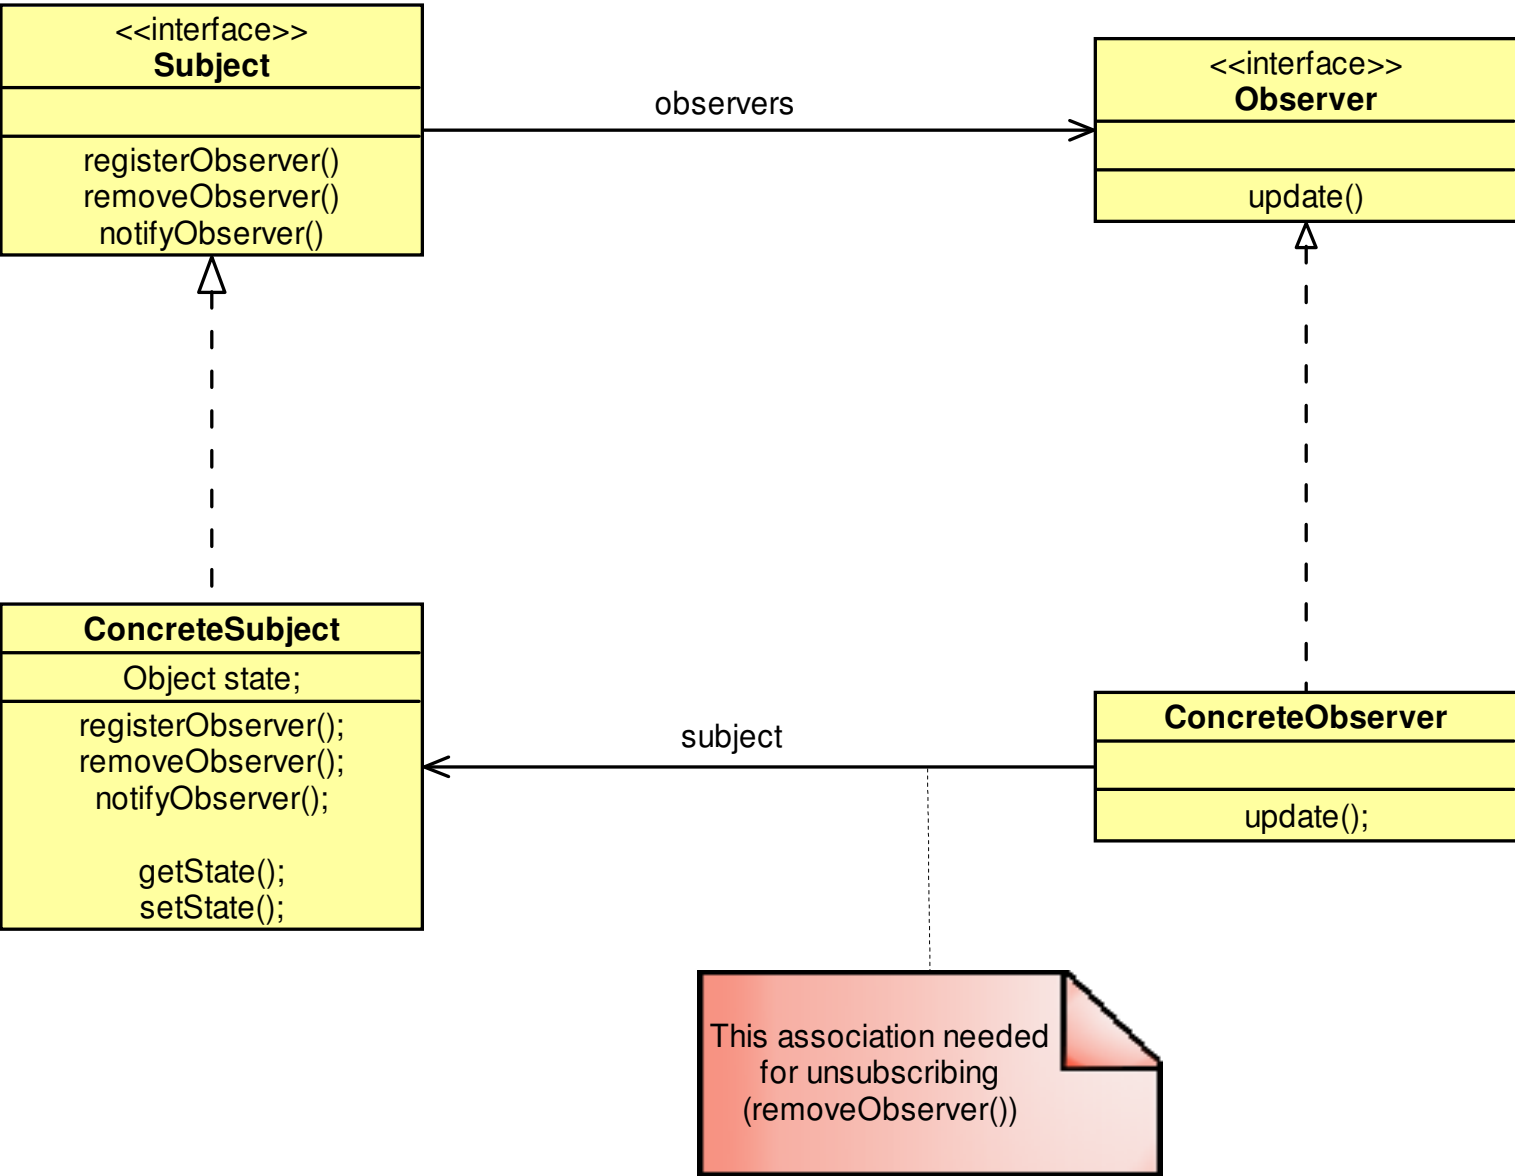 <<interface>>
Subject
registerObserver()
removeObserver()
notifyObserver()
observers
<<interface>>
Observer
update()
ConcreteSubject
Object state;
registerObserver();
removeObserver();
notifyObserver();
getState();
setState();
subject
ConcreteObserver
update();
This association needed
for unsubscribing
(removeObserver())